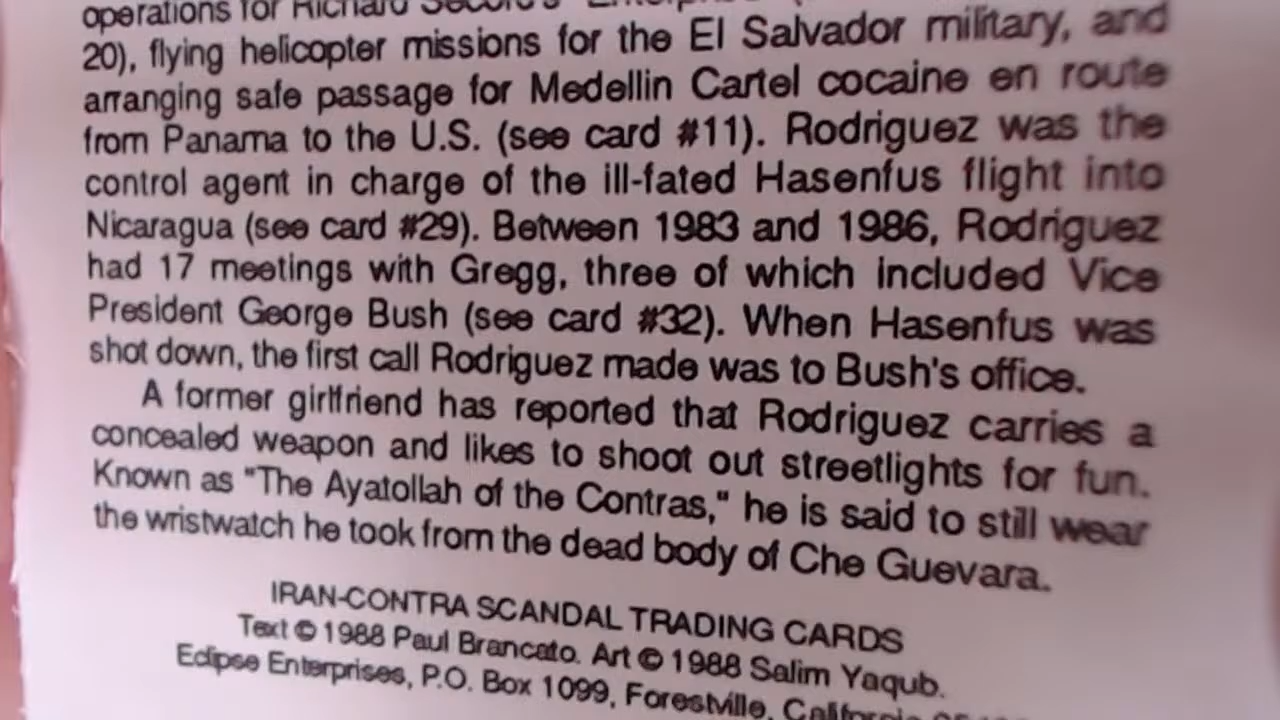 operations for Richard Secord's "Enterprise
20), flying helicopter missions for the El Salvador military, and
arranging safe passage for Medellin Cartel cocaine en route
from Panama to the U.S. (see card #11). Rodriguez was the
control agent in charge of the ill-fated Hasenfus flight into
Nicaragua (see card #29). Between 1983 and 1986, Rodriguez
had 17 meetings with Gregg, three of which included Vice
President George Bush (see card #32). When Hasenfus was
shot down, the first call Rodriguez made was to Bush's office.
A former girlfriend has reported that Rodriguez carries a
concealed weapon and likes to shoot out streetlights for fun.
Known as "The Ayatollah of the Contras," he is said to still wear
the wristwatch he took from the dead body of Che Guevara.
IRAN-CONTRA SCANDAL TRADING CARDS
Text © 1988 Paul Brancato. Art © 1988 Salim Yaqub.
Eclipse Enterprises, P.O. Box 1099, Forestville, California